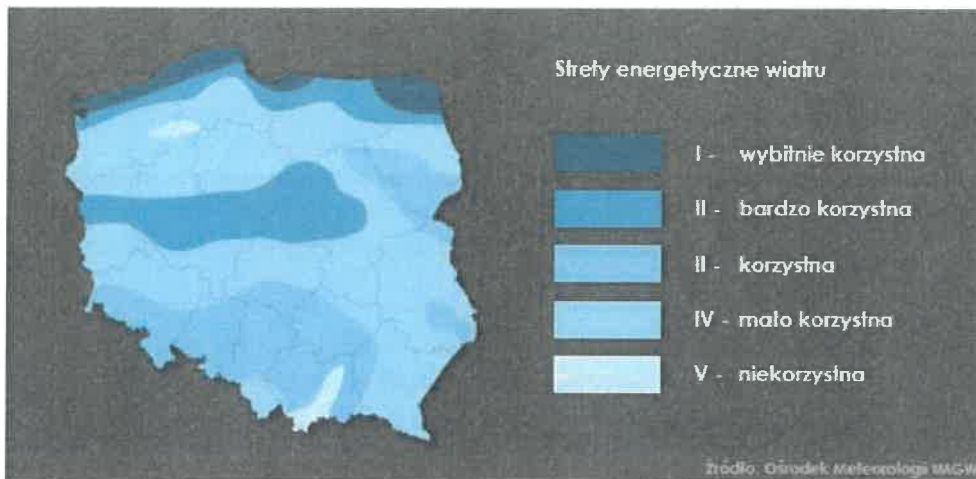 Strefy energetyczne wiatru
I - wybitnie korzystna
II - bardzo korzystna
II - korzystna
IV - mało korzystna
V - niekorzystna
Źródło: Ośrodek Meteorologii IMGW